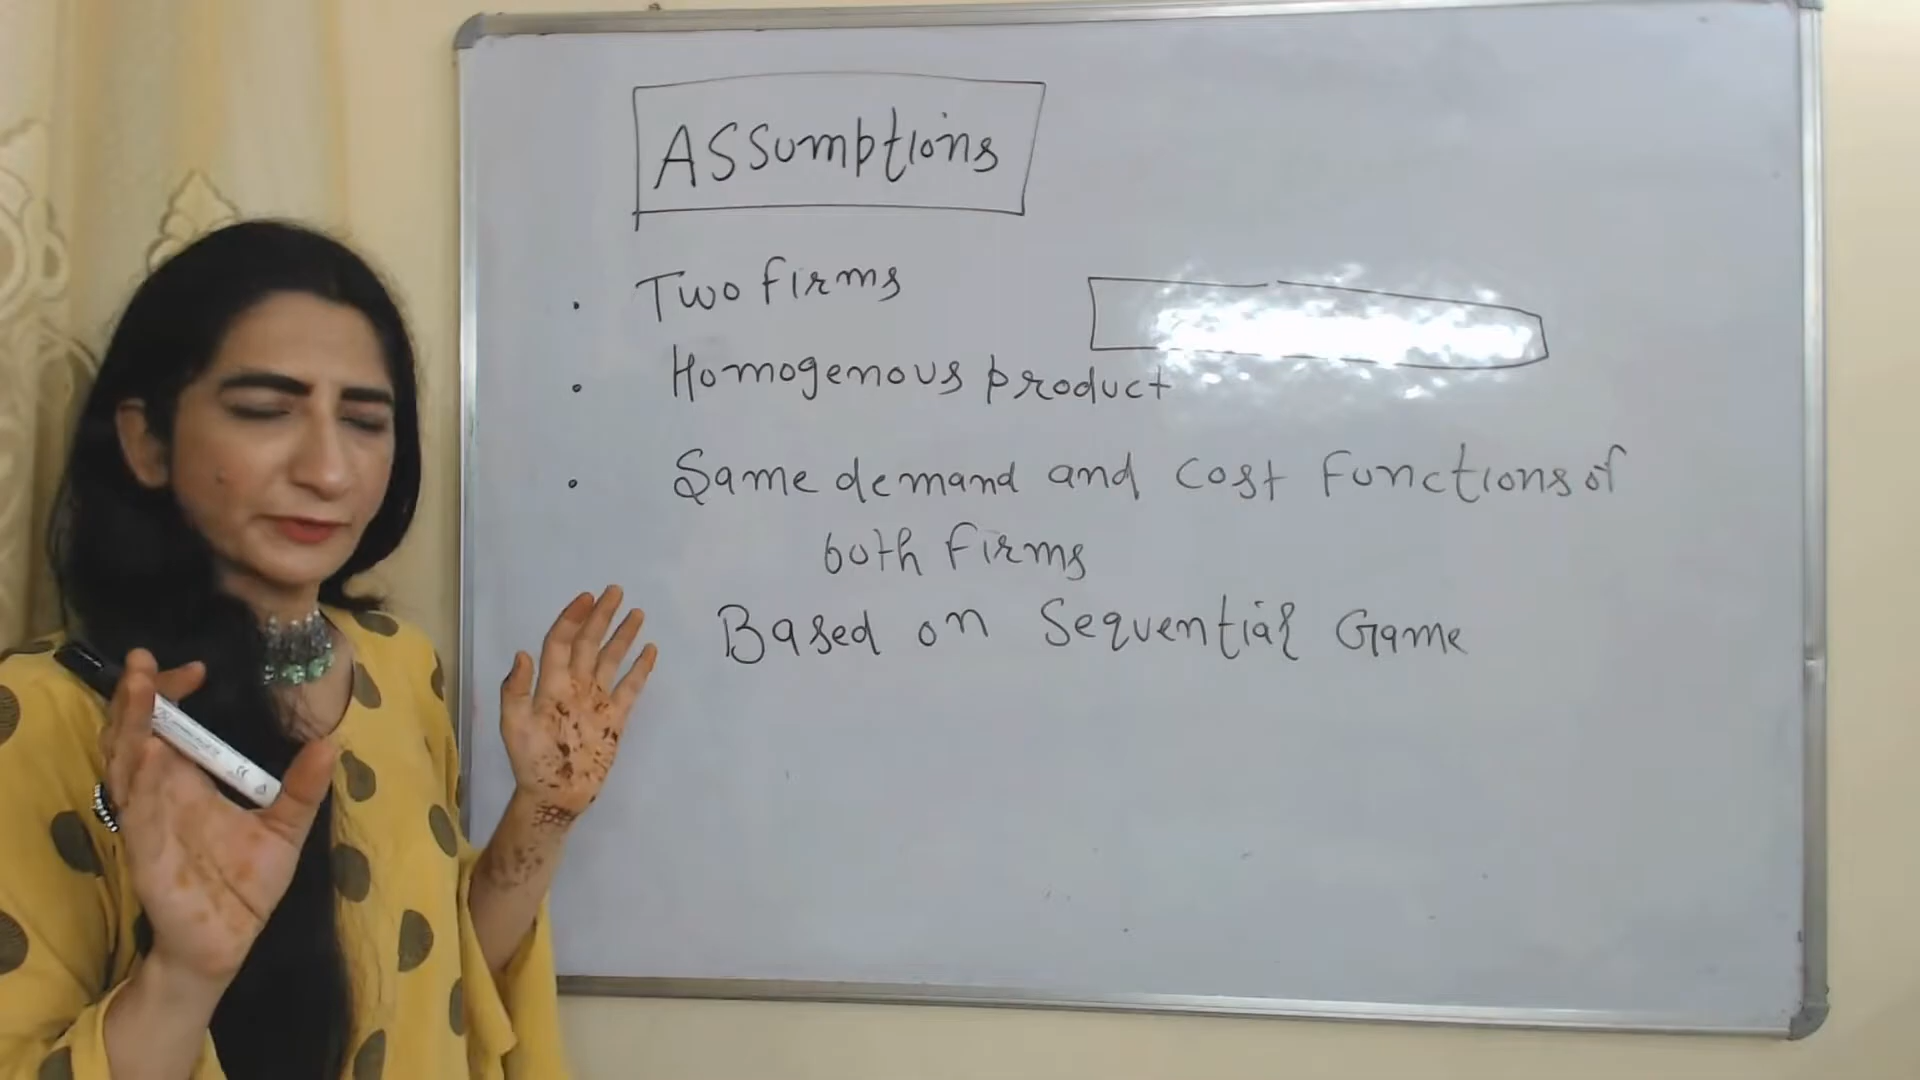 ASSumptions
. Two firms
. Homogenous product
. Same demand and cost functions of
both firms
Based on Sequential Game